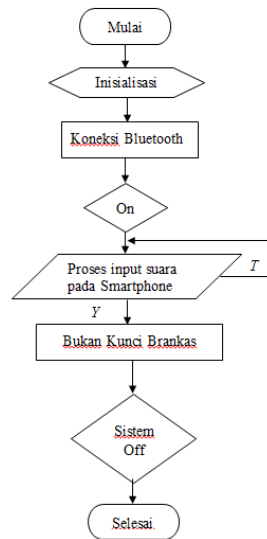 Mulai
Inisialisasi
Koneksi Bluetooth
On
Proses input suara
pada Smartphone
T
Y
Bukan Kunci Brankas
Sistem
Off
Selesai